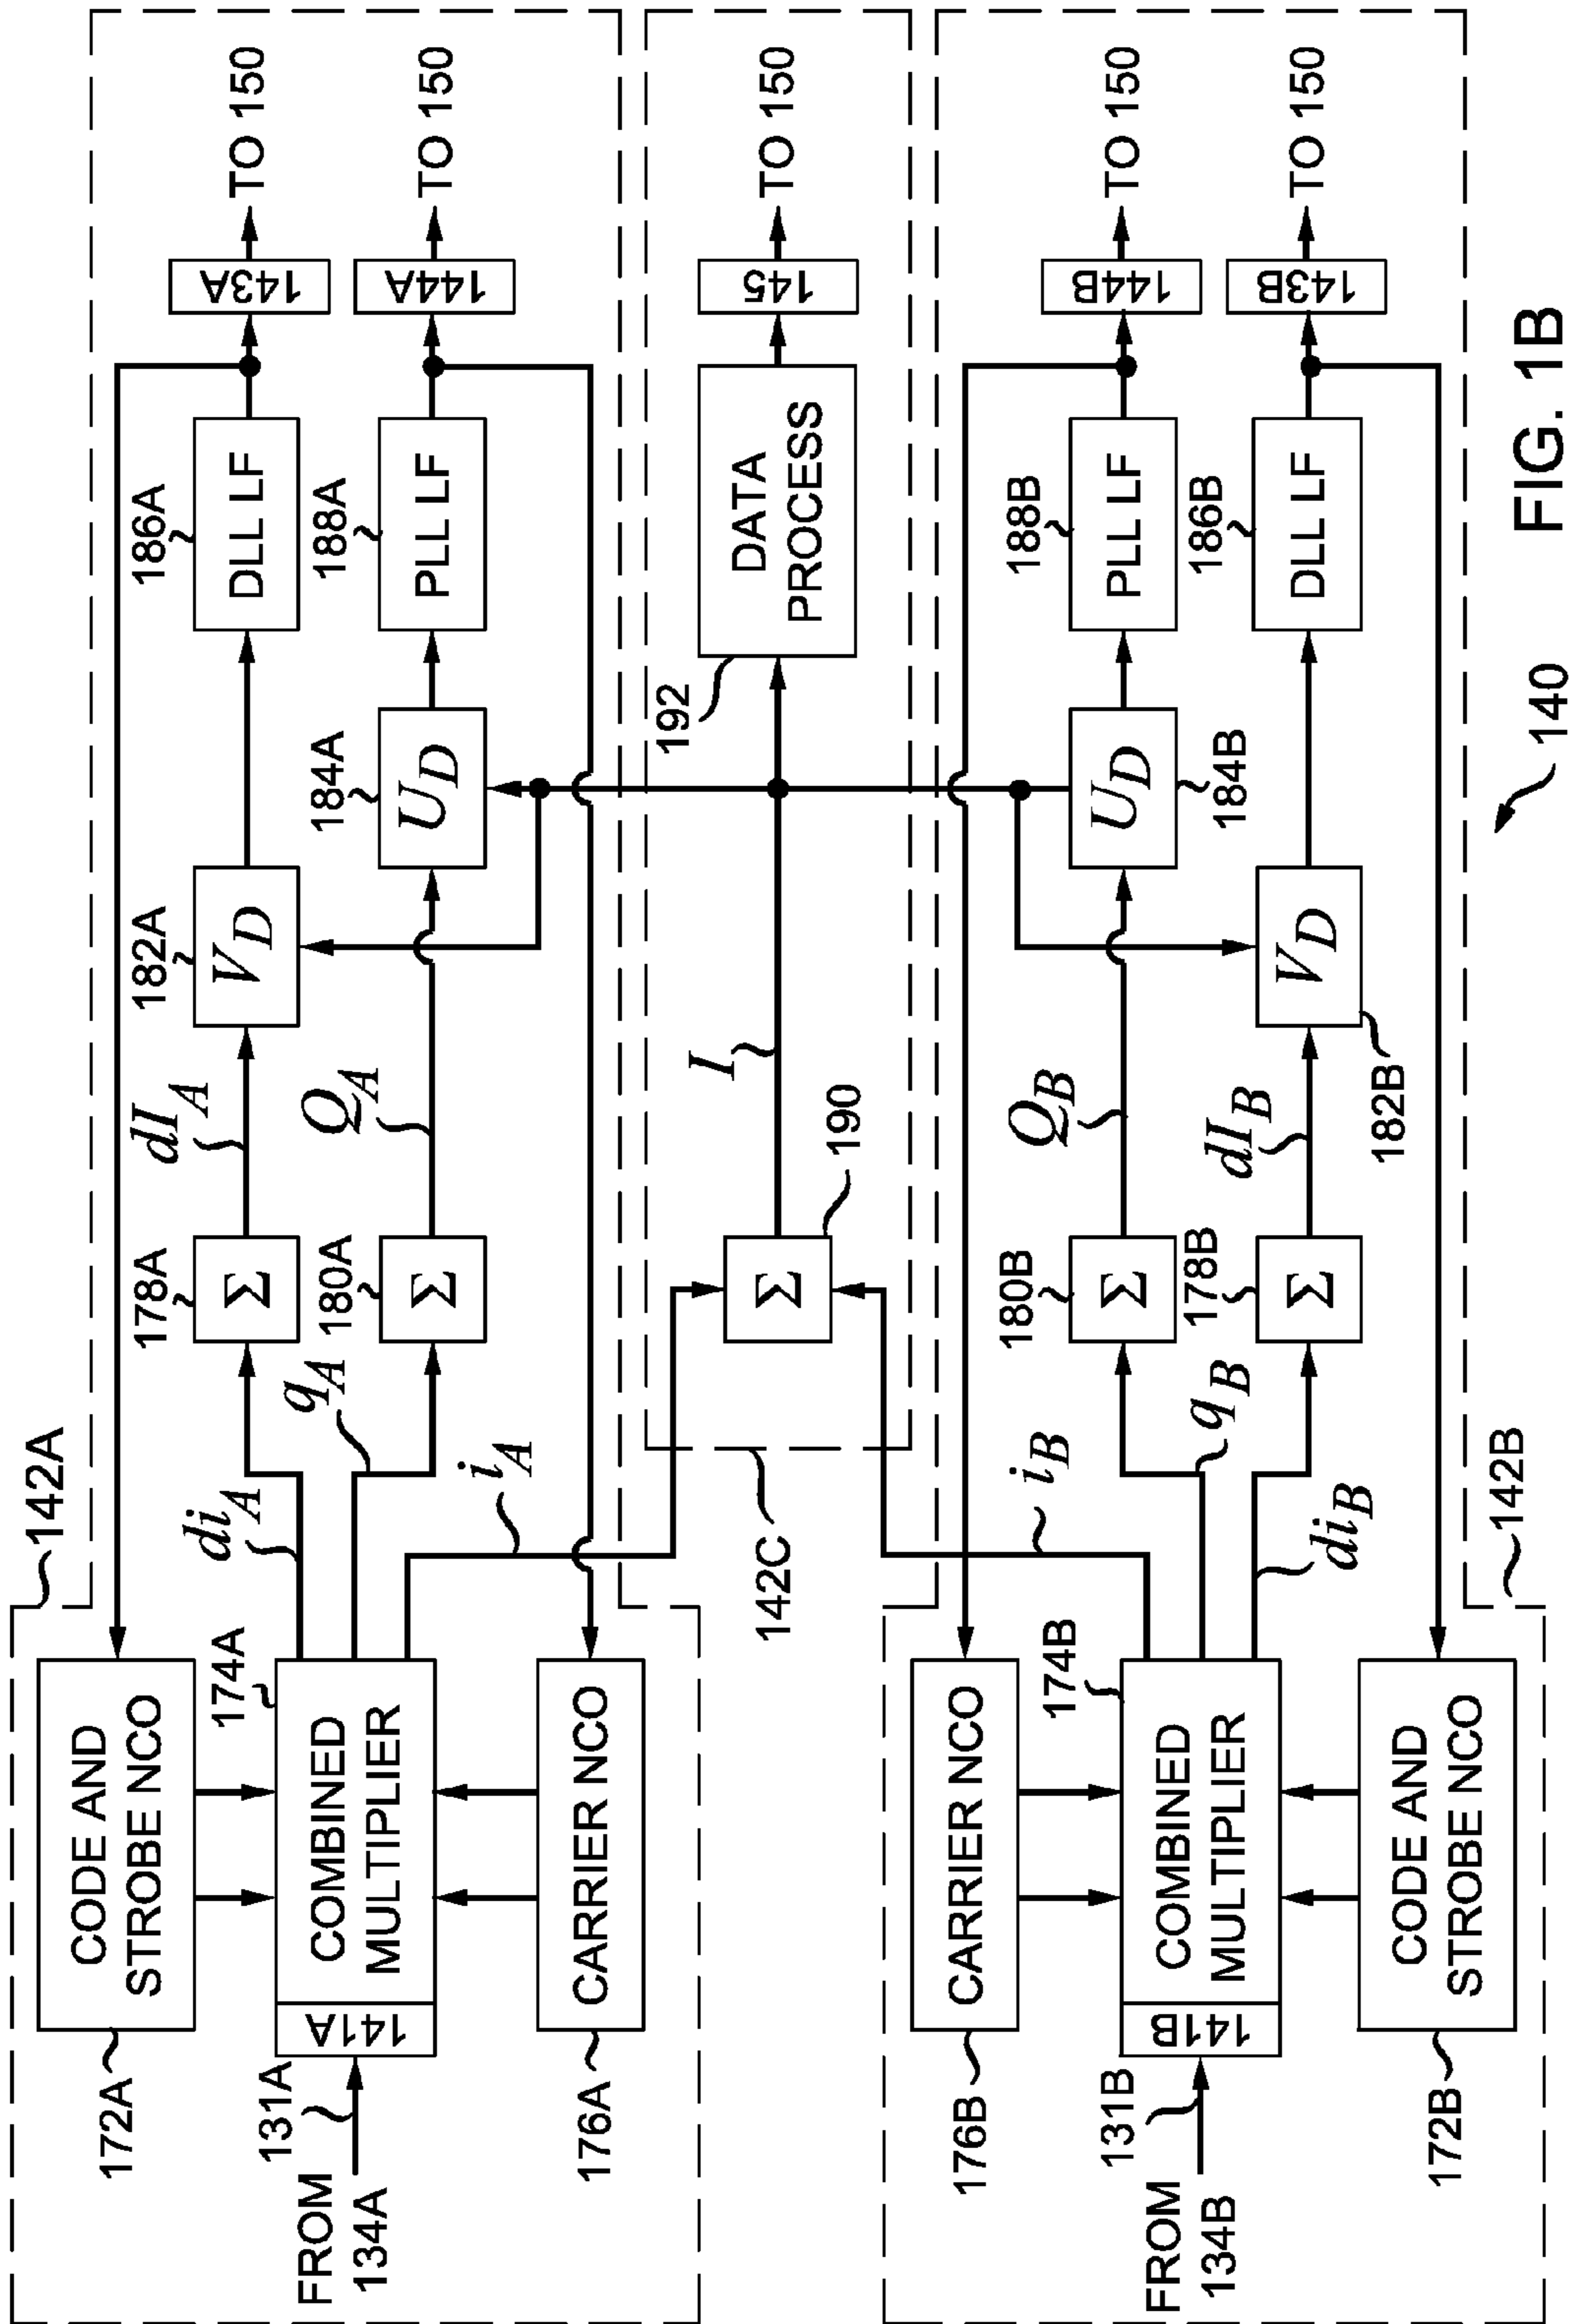 142A
172A
CODE AND
STROBE NCO
FROM
134A
131A
141A
COMBINED
MULTIPLIER
174A
176A
CARRIER NCO
di_A
q_A
i_A
178A
Σ
180A
Σ
dI_A
Q_A
182A
V_D
184A
U_D
186A
DLL LF
188A
PLL LF
143A
TO 150
144A
TO 150
142C
Σ
190
I
192
DATA
PROCESS
145
TO 150
176B
CARRIER NCO
FROM
134B
131B
141B
COMBINED
MULTIPLIER
174B
172B
CODE AND
STROBE NCO
142B
i_B
q_B
di_B
180B
Σ
178B
Σ
Q_B
dI_B
182B
V_D
U_D
184B
188B
PLL LF
186B
DLL LF
144B
TO 150
143B
TO 150
140
FIG. 1B